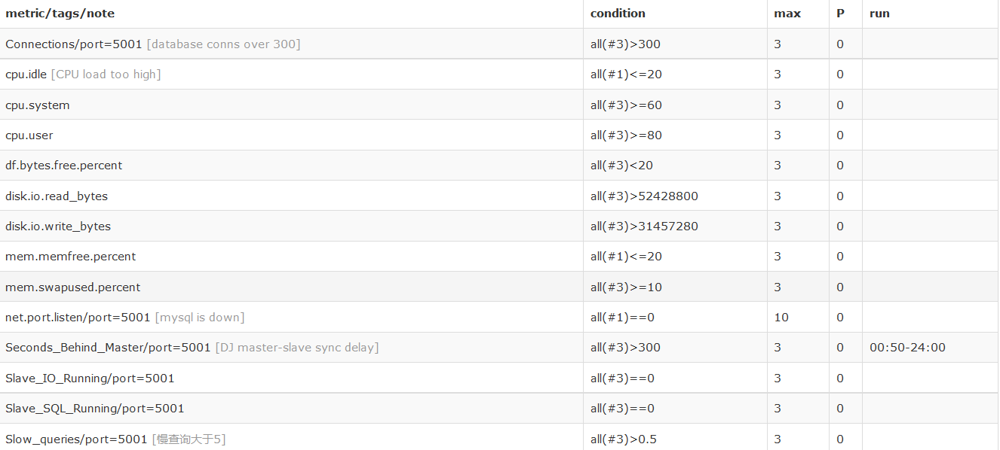 metric/tags/note condition max P run
Connections/port=5001 [database conns over 300] all(#3)>300 3 0
cpu.idle [CPU load too high] all(#1)<=20 3 0
cpu.system all(#3)>=60 3 0
cpu.user all(#3)>=80 3 0
df.bytes.free.percent all(#3)<20 3 0
disk.io.read_bytes all(#3)>52428800 3 0
disk.io.write_bytes all(#3)>31457280 3 0
mem.memfree.percent all(#1)<=20 3 0
mem.swapused.percent all(#3)>=10 3 0
net.port.listen/port=5001 [mysql is down] all(#1)==0 10 0
Seconds_Behind_Master/port=5001 [DJ master-slave sync delay] all(#3)>300 3 0 00:50-24:00
Slave_IO_Running/port=5001 all(#3)==0 3 0
Slave_SQL_Running/port=5001 all(#3)==0 3 0
Slow_queries/port=5001 [慢查询大于5] all(#3)>0.5 3 0